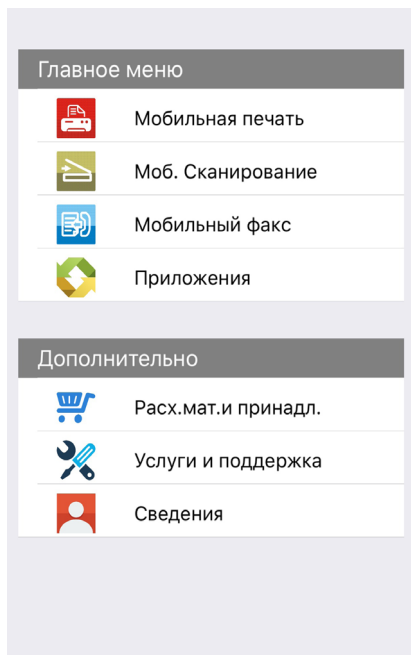 Главное меню
Мобильная печать
Моб. Сканирование
Мобильный факс
Приложения
Дополнительно
Расх.мат.и принадл.
Услуги и поддержка
Сведения